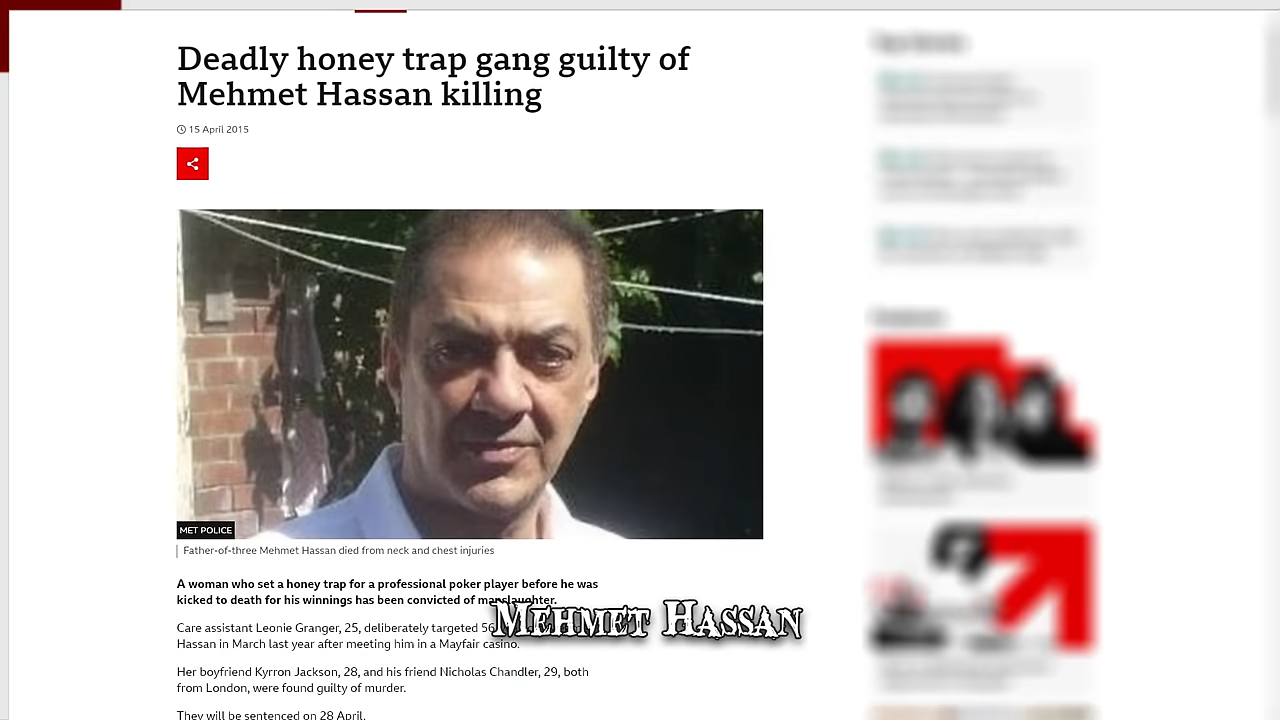 Deadly honey trap gang guilty of
Mehmet Hassan killing
15 April 2015
MET POLICE
Father-of-three Mehmet Hassan died from neck and chest injuries
A woman who set a honey trap for a professional poker player before he was
kicked to death for his winnings has been convicted of manslaughter.
Care assistant Leonie Granger, 25, deliberately targeted
Hassan in March last year after meeting him in a Mayfair casino.
Mehmet Hassan
Her boyfriend Kyrron Jackson, 28, and his friend Nicholas Chandler, 29, both
from London, were found guilty of murder.
They will be sentenced on 28 April.